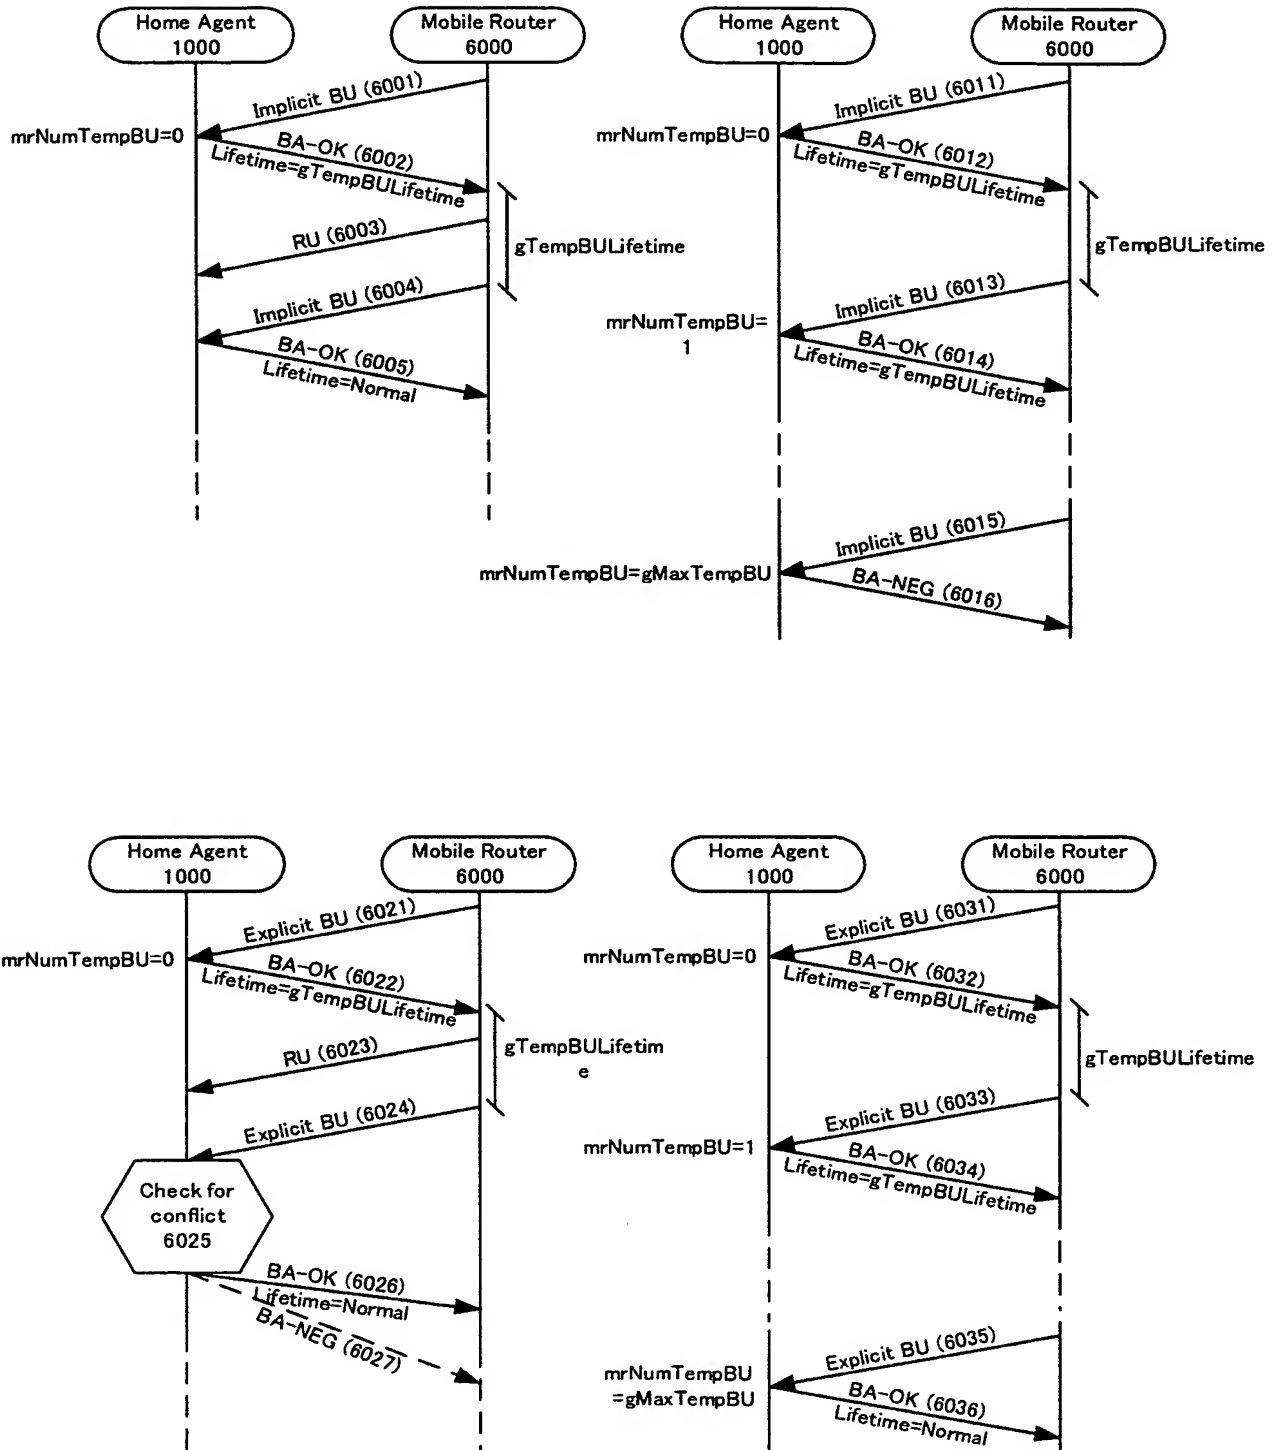 Home Agent
1000
Mobile Router
6000
Implicit BU (6001)
mrNumTempBU=0
BA-OK (6002)
Lifetime=gTempBULifetime
RU (6003)
gTempBULifetime
Implicit BU (6004)
BA-OK (6005)
Lifetime=Normal
Home Agent
1000
Mobile Router
6000
Implicit BU (6011)
mrNumTempBU=0
BA-OK (6012)
Lifetime=gTempBULifetime
gTempBULifetime
Implicit BU (6013)
mrNumTempBU=
1
BA-OK (6014)
Lifetime=gTempBULifetime
Implicit BU (6015)
mrNumTempBU=gMaxTempBU
BA-NEG (6016)
Home Agent
1000
Mobile Router
6000
Explicit BU (6021)
mrNumTempBU=0
BA-OK (6022)
Lifetime=gTempBULifetime
RU (6023)
gTempBULifetim
e
Explicit BU (6024)
Check for
conflict
6025
BA-OK (6026)
Lifetime=Normal
BA-NEG (6027)
Home Agent
1000
Mobile Router
6000
Explicit BU (6031)
mrNumTempBU=0
BA-OK (6032)
Lifetime=gTempBULifetime
gTempBULifetime
Explicit BU (6033)
mrNumTempBU=1
BA-OK (6034)
Lifetime=gTempBULifetime
Explicit BU (6035)
mrNumTempBU
=gMaxTempBU
BA-OK (6036)
Lifetime=Normal